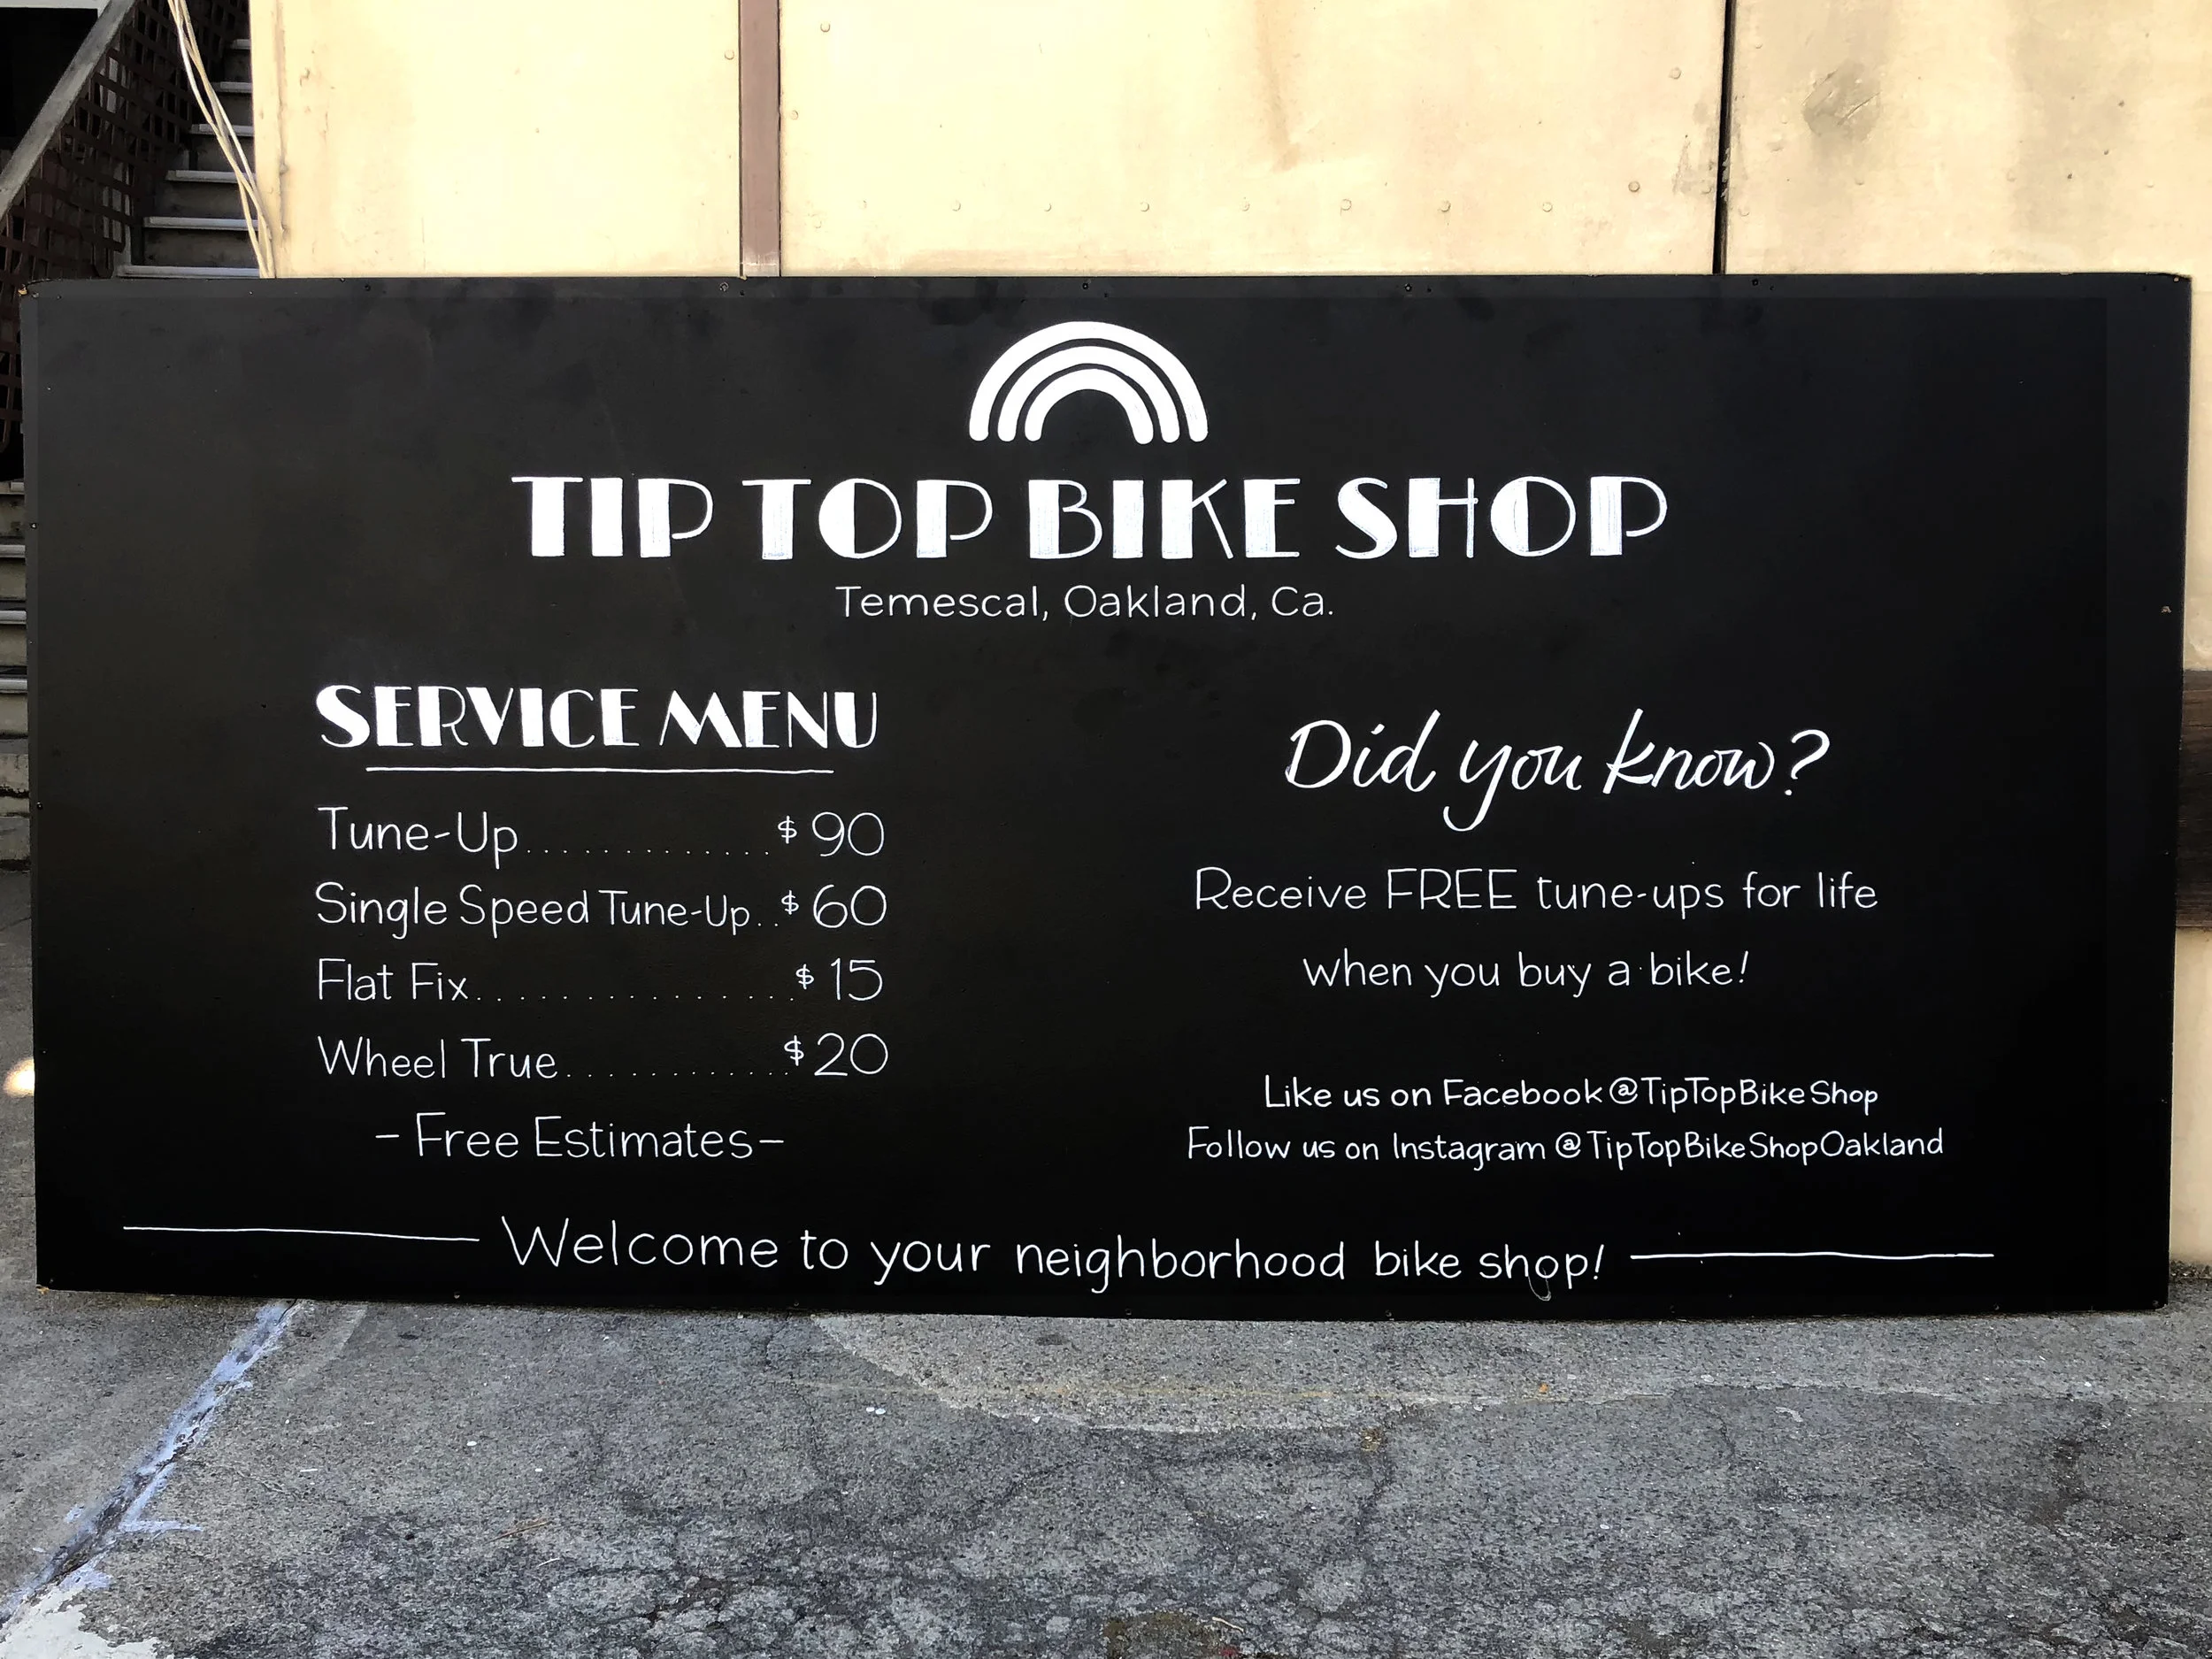 TIP TOP BIKE SHOP
Temescal, Oakland, Ca.
SERVICE MENU
Tune-Up.............$ 90
Single Speed Tune-Up..$ 60
Flat Fix.................$ 15
Wheel True............$ 20
- Free Estimates-
Did you know?
Receive FREE tune-ups for life
when you buy a bike!
Like us on Facebook @TipTopBikeShop
Follow us on Instagram @TipTopBikeShopOakland
Welcome to your neighborhood bike shop!